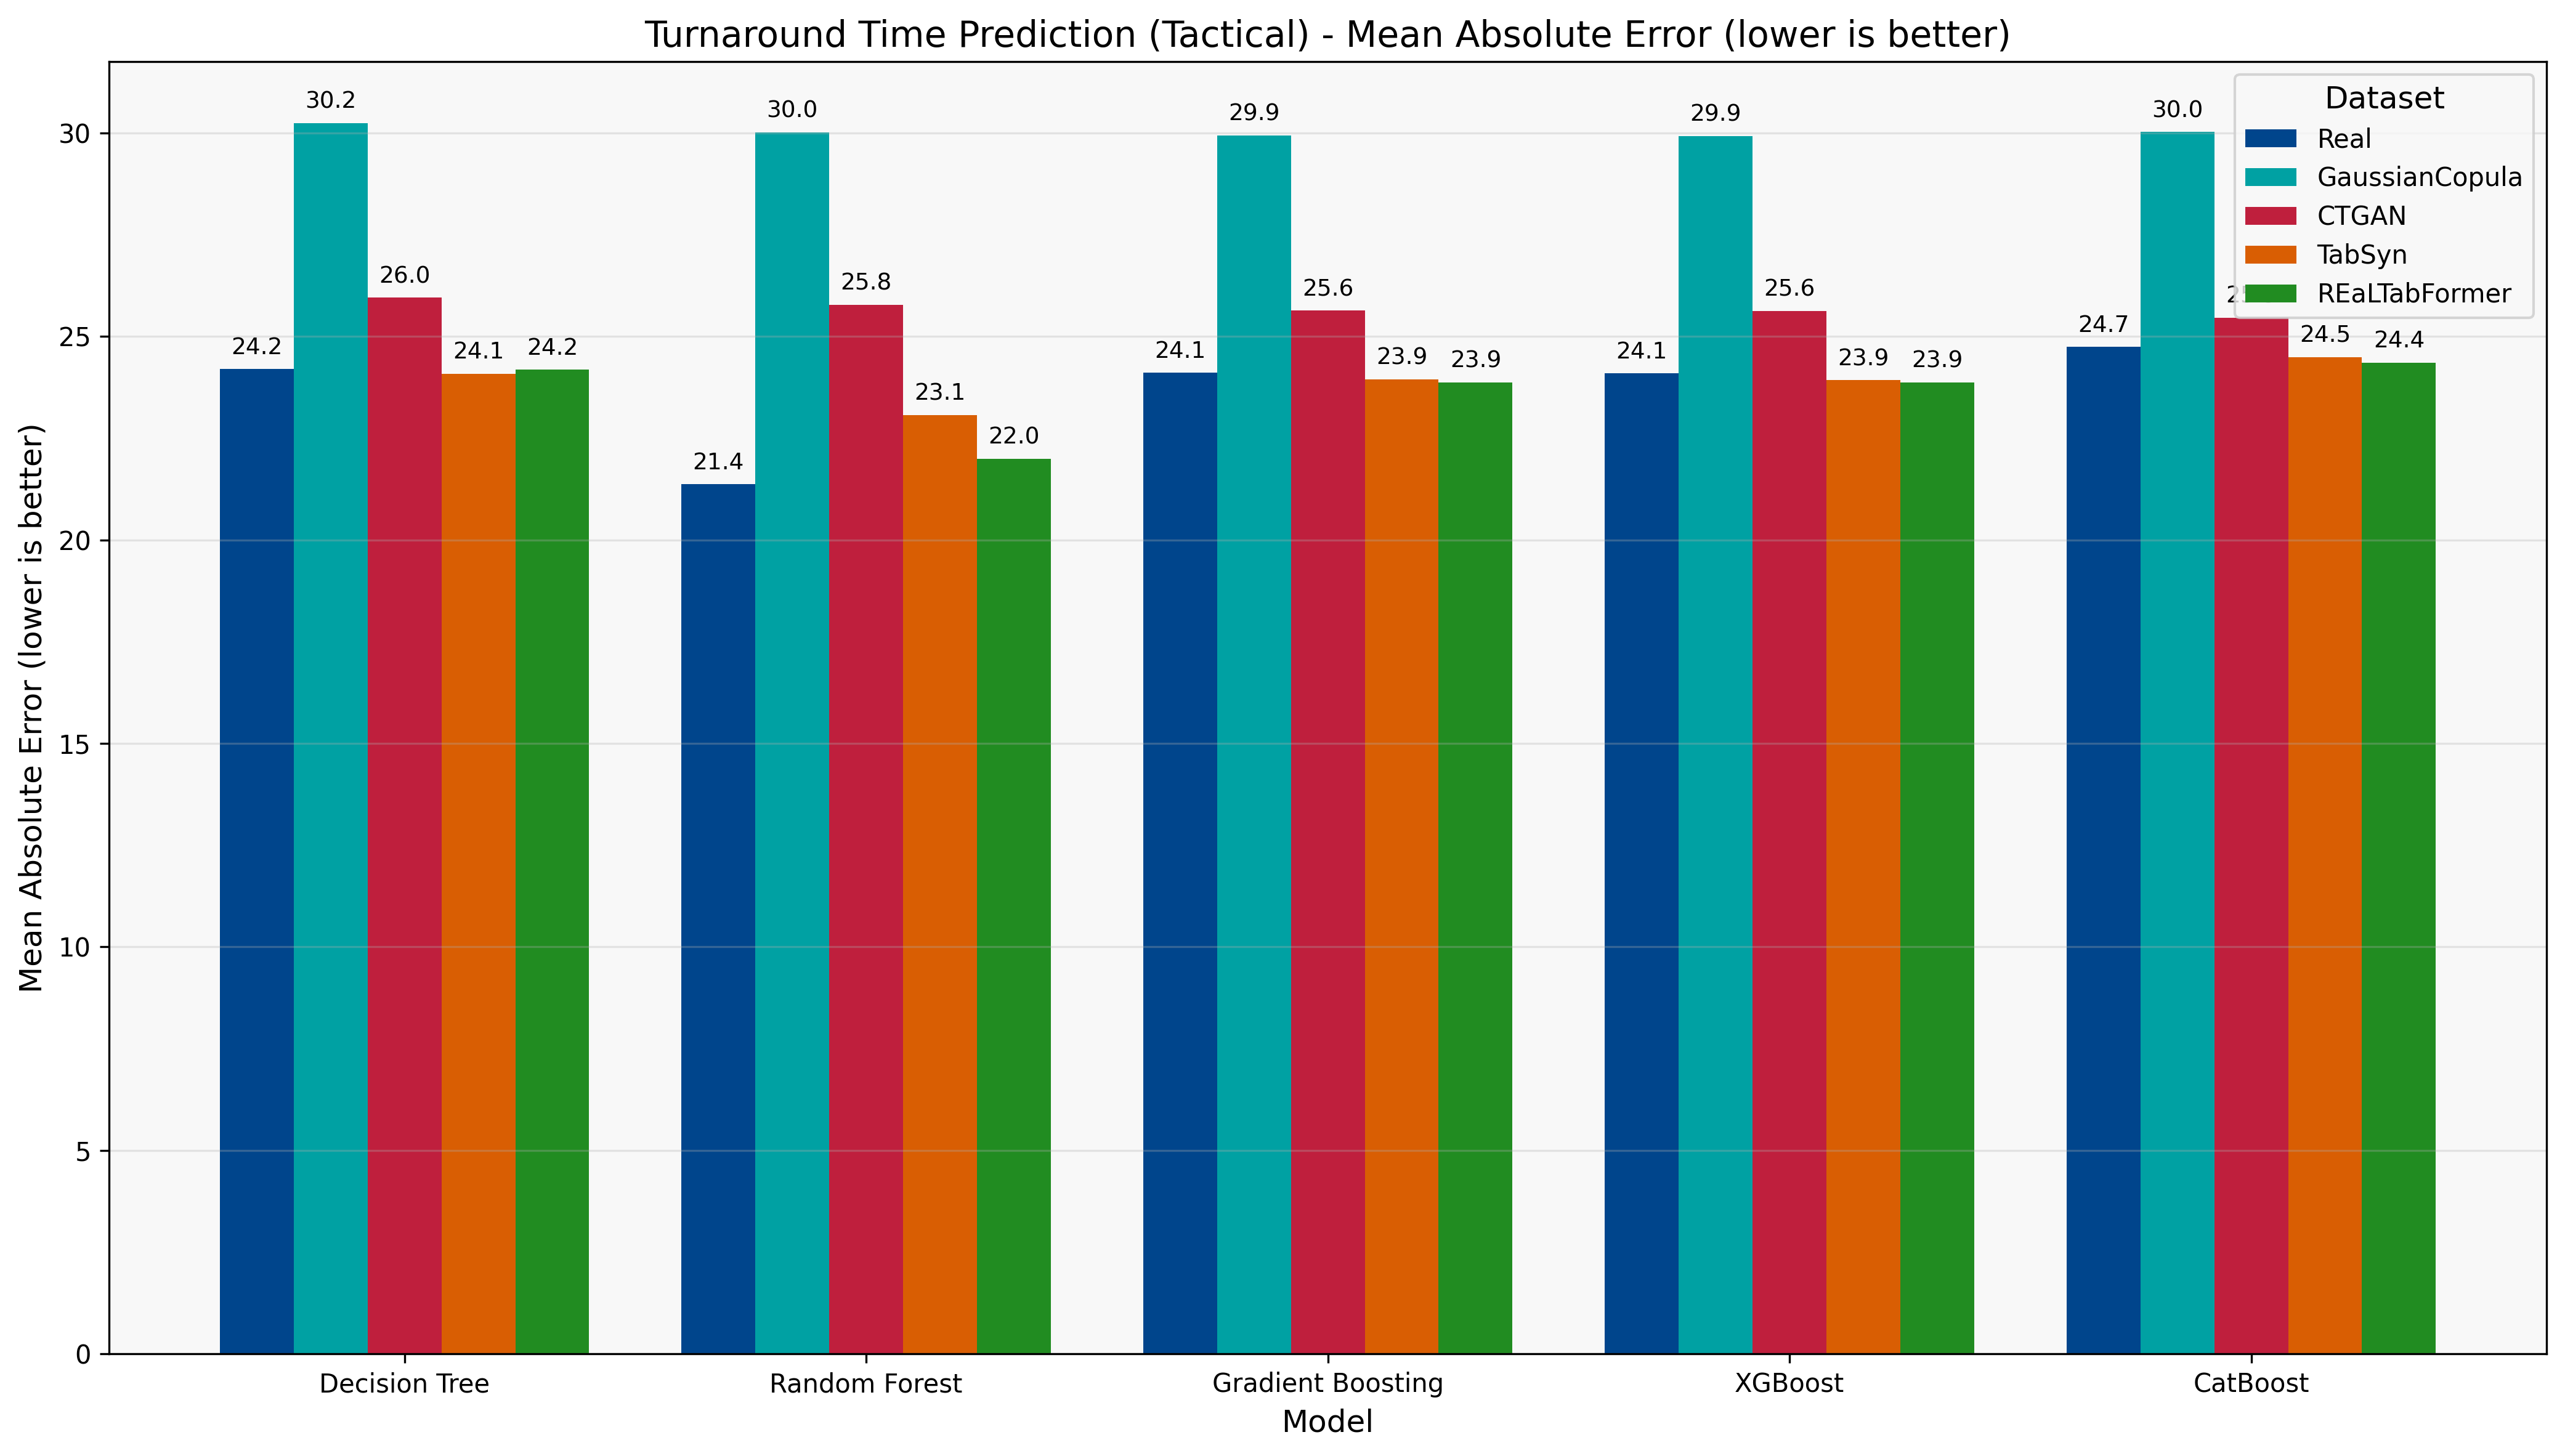 Turnaround Time Prediction (Tactical) - Mean Absolute Error (lower is better)
Mean Absolute Error (lower is better)
30
25
20
15
10
5
0
24.2
30.2
26.0
24.1
24.2
21.4
30.0
25.8
23.1
22.0
24.1
29.9
25.6
23.9
23.9
24.1
29.9
25.6
23.9
23.9
24.7
30.0
24.5
24.4
Dataset
Real
GaussianCopula
CTGAN
TabSyn
REaLTabFormer
Decision Tree
Random Forest
Gradient Boosting
XGBoost
CatBoost
Model